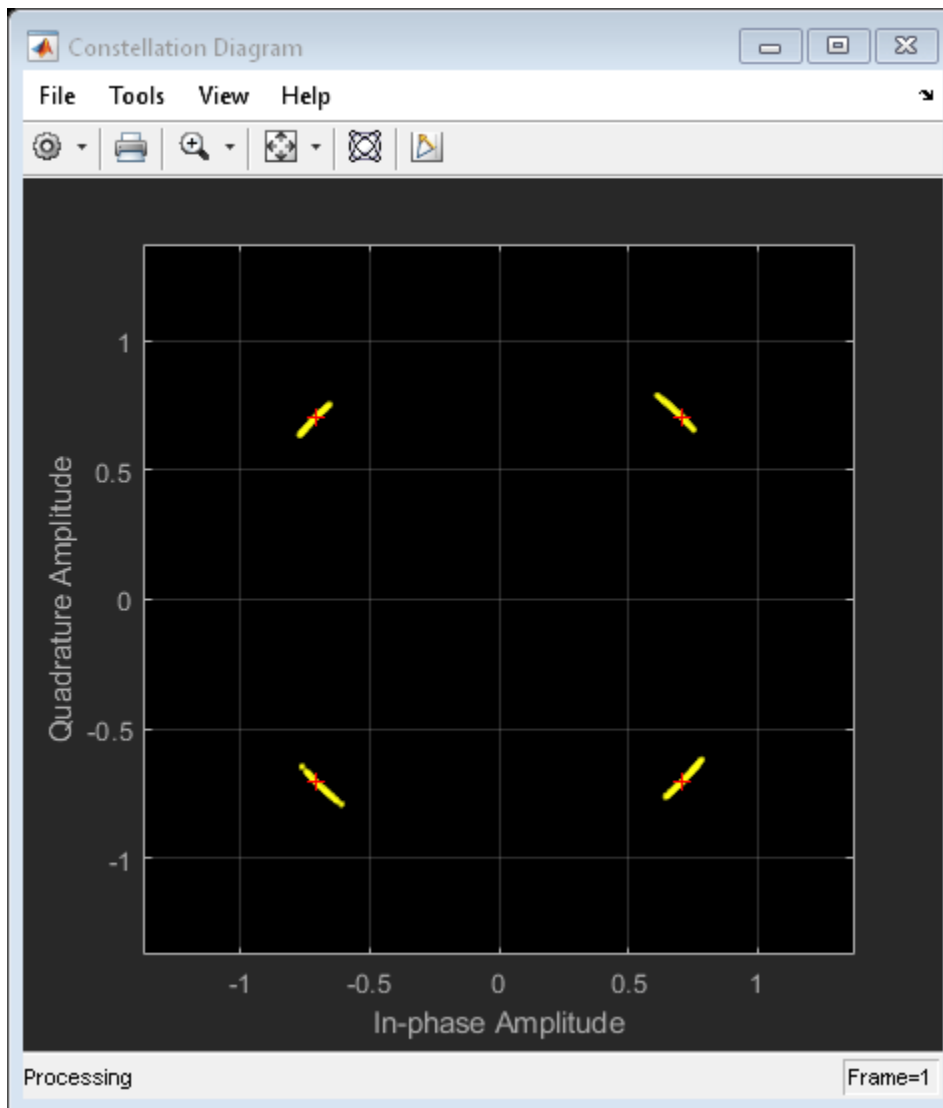 Constellation Diagram
File Tools View Help
1
0.5
0
-0.5
-1
Quadrature Amplitude
-1 -0.5 0 0.5 1
In-phase Amplitude
Processing Frame=1